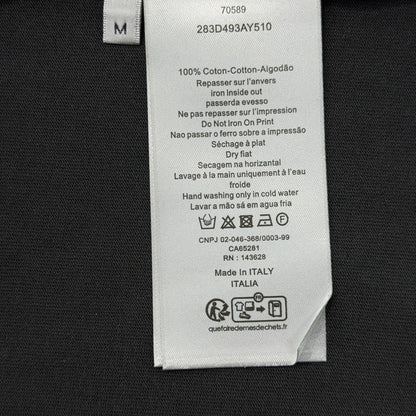 M
70589
283D493AY510
100% Coton-Cotton-Algodão
Repasser sur l'anvers
iron inside out
passerda evesso
Ne pas repasser sur l'impression
Do Not Iron On Print
Nao passar o ferro sobre a impressão
Séchage à plat
Dry fiat
Secagem na horizantal
Lavage à la main uniquement à l'eau
froide
Hand washing only in cold water
Lavar a mão sá em agua fria
F
CNPJ 02-046-368/0003-99
CA65281
RN : 143628
Made In ITALY
ITALIA
FR
quefairedemesdechets.fr